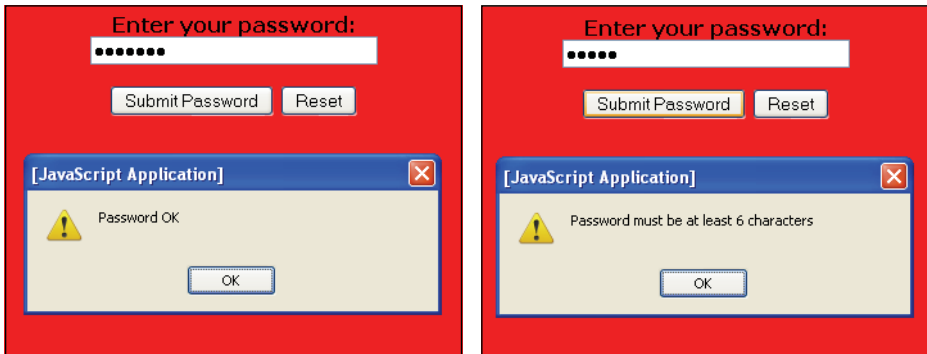 Enter your password:
•••••••
Submit Password Reset
[JavaScript Application]
Password OK
OK
Enter your password:
•••••
Submit Password Reset
[JavaScript Application]
Password must be at least 6 characters
OK